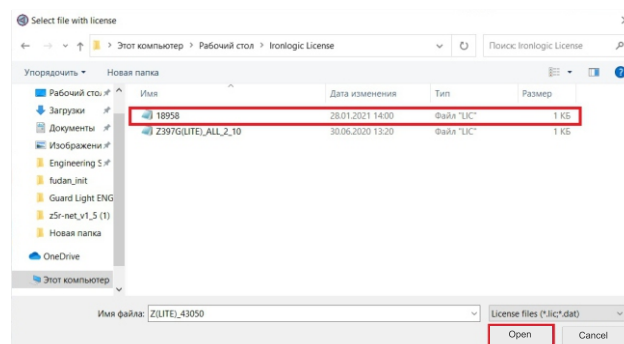 Select file with license
Этот компьютер > Рабочий стол > Ironlogic License
Поиск: Ironlogic License
Упорядочить
Новая папка
Имя
Дата изменения
Тип
Размер
Рабочий сто
18958 28.01.2021 14:00 Файл "LIC" 1 КБ
Загрузки
Z397G(LITE)_ALL_2_10 30.06.2020 13:20 Файл "LIC" 1 КБ
Документы
Изображени
Engineering S
fudan_init
Guard Light ENG
z5r-net_v1_5 (1)
Новая папка
OneDrive
Этот компьютер
Имя файла: Z(LITE)_43050
License files (*.lic;*.dat)
Open Cancel